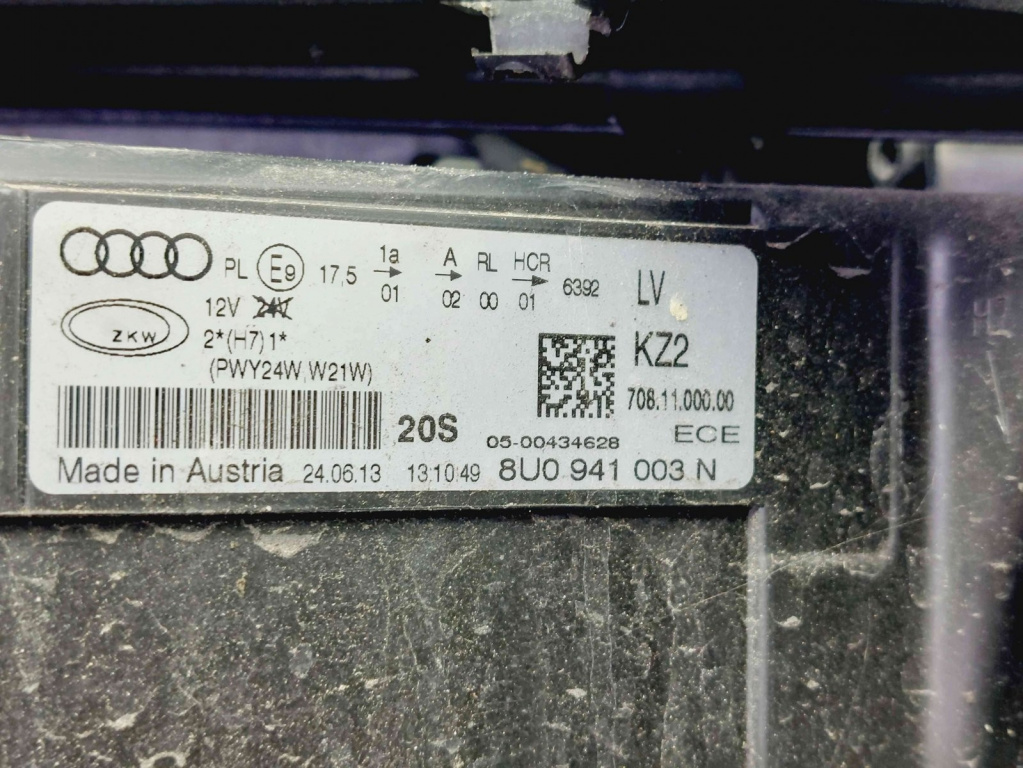 PL E9 17,5 1a A RL HCR 6392 LV
01 02 00 01
12V 24V
ZKW 2*(H7)1* KZ2
(PWY24W,W21W)
708.11.000.00
20S 05-00434628 ECE
Made in Austria 24.06.13 13:10:49 8U0 941 003 N